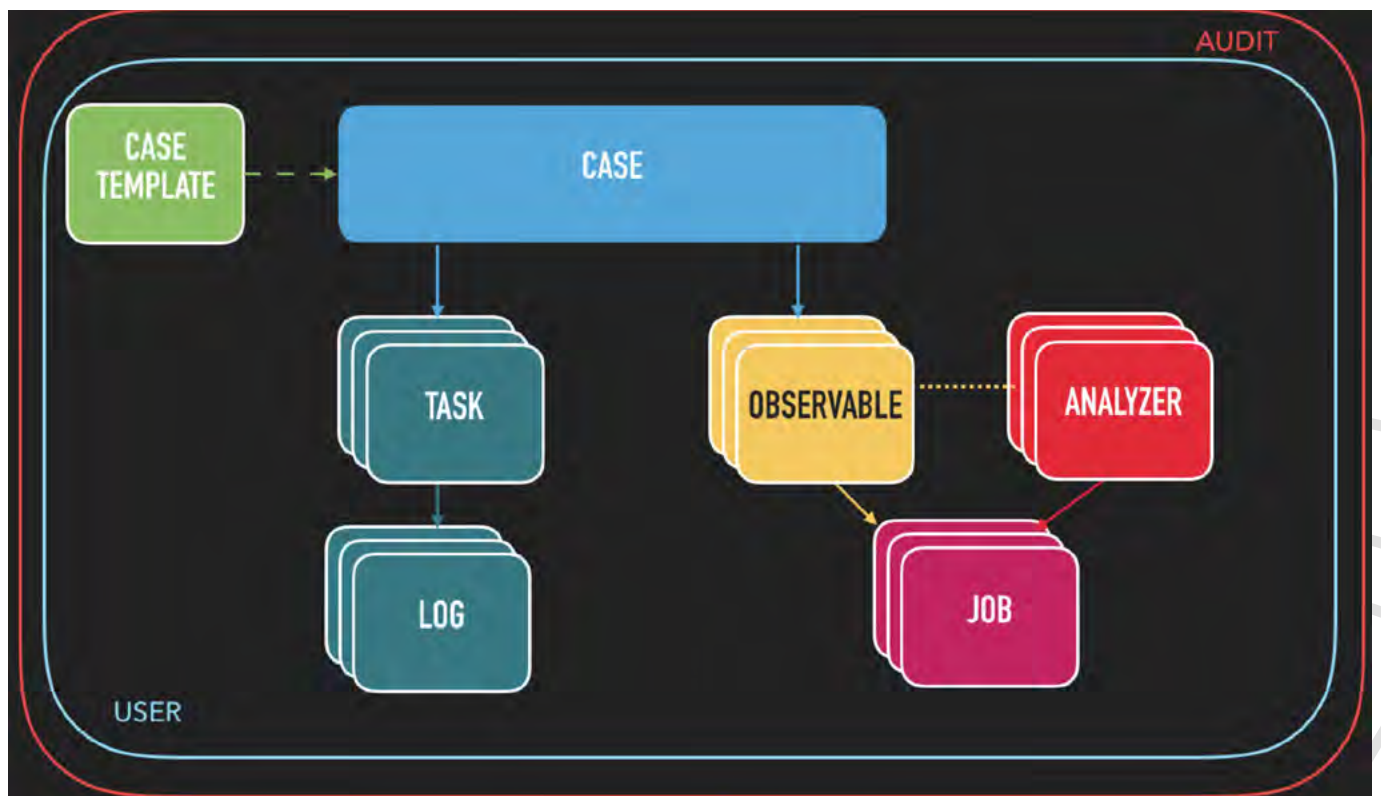 AUDIT
CASE
TEMPLATE
CASE
TASK
OBSERVABLE
ANALYZER
LOG
JOB
USER